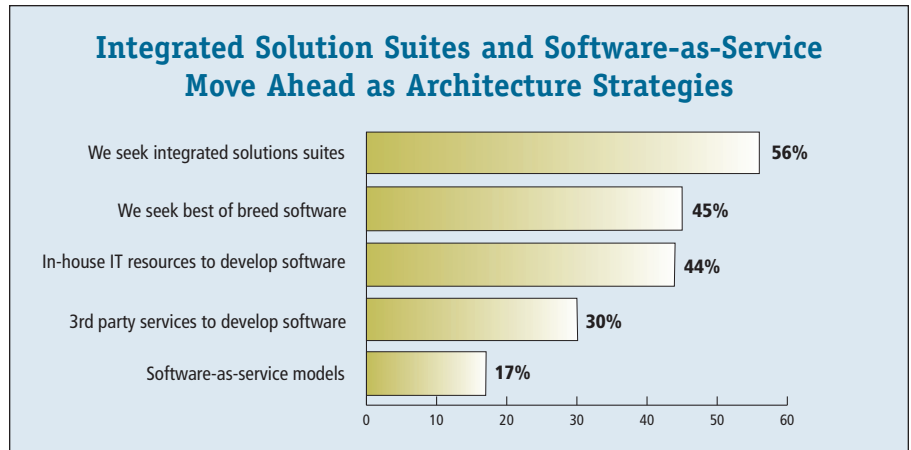 Integrated Solution Suites and Software-as-Service
Move Ahead as Architecture Strategies
We seek integrated solutions suites
56%
We seek best of breed software
45%
In-house IT resources to develop software
44%
3rd party services to develop software
30%
Software-as-service models
17%
0 10 20 30 40 50 60